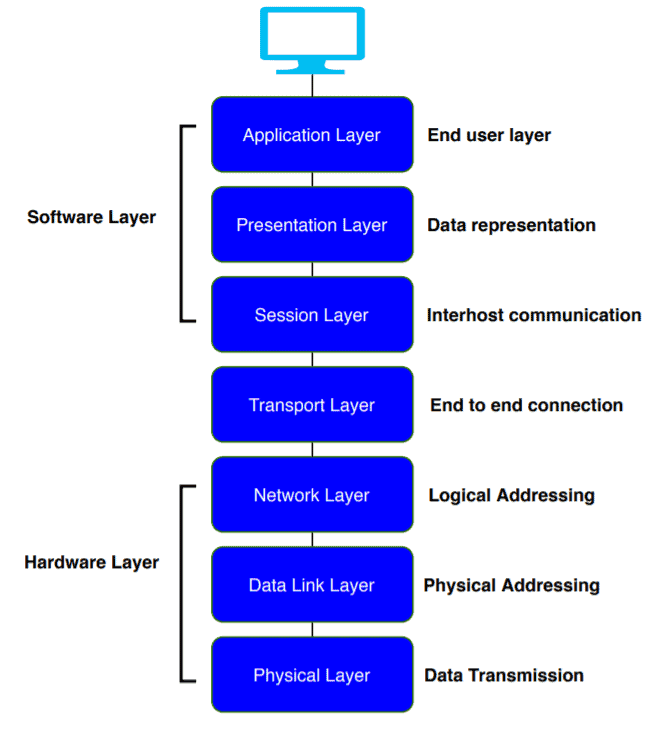 Application Layer
End user layer
Software Layer
Presentation Layer
Data representation
Session Layer
Interhost communication
Transport Layer
End to end connection
Network Layer
Logical Addressing
Hardware Layer
Data Link Layer
Physical Addressing
Physical Layer
Data Transmission